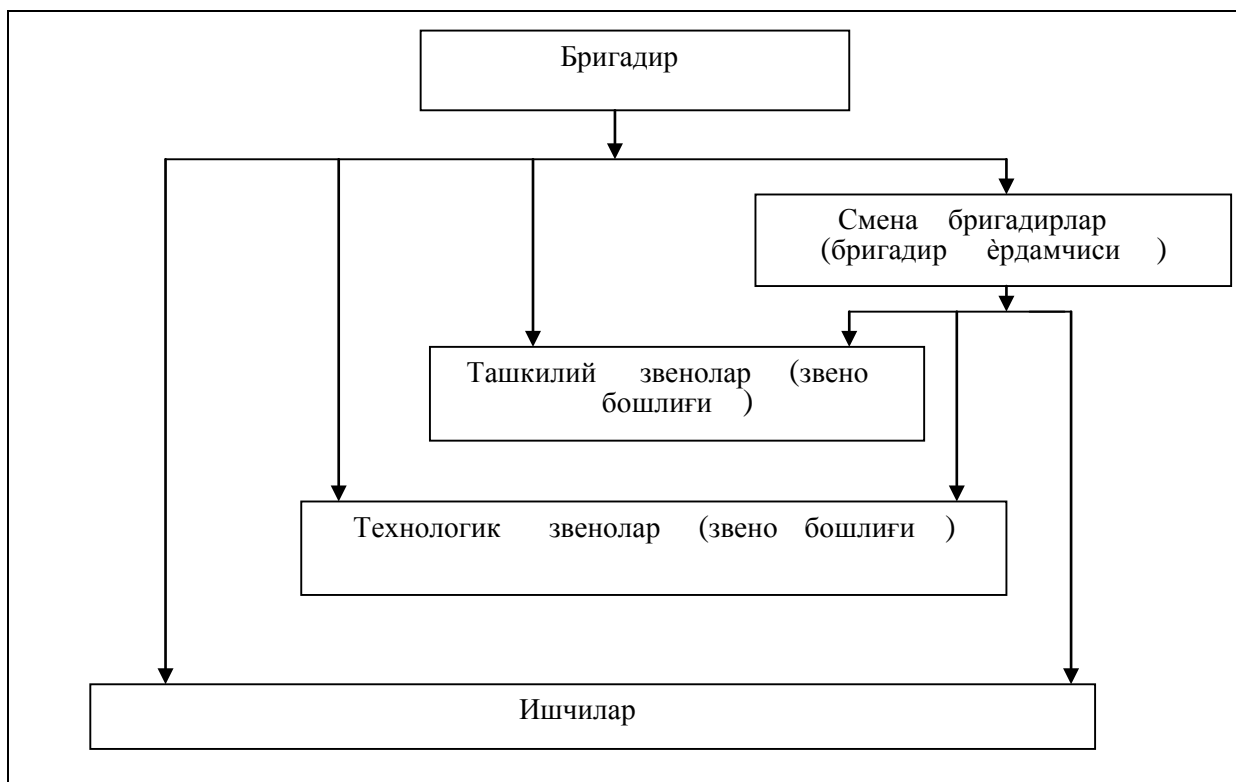 Бригадир
Смена бригадирлар
(бригадир ѐрдамчиси )
Ташкилий звенолар (звено
бошлиғи )
Технологик звенолар (звено бошлиғи )
Ишчилар